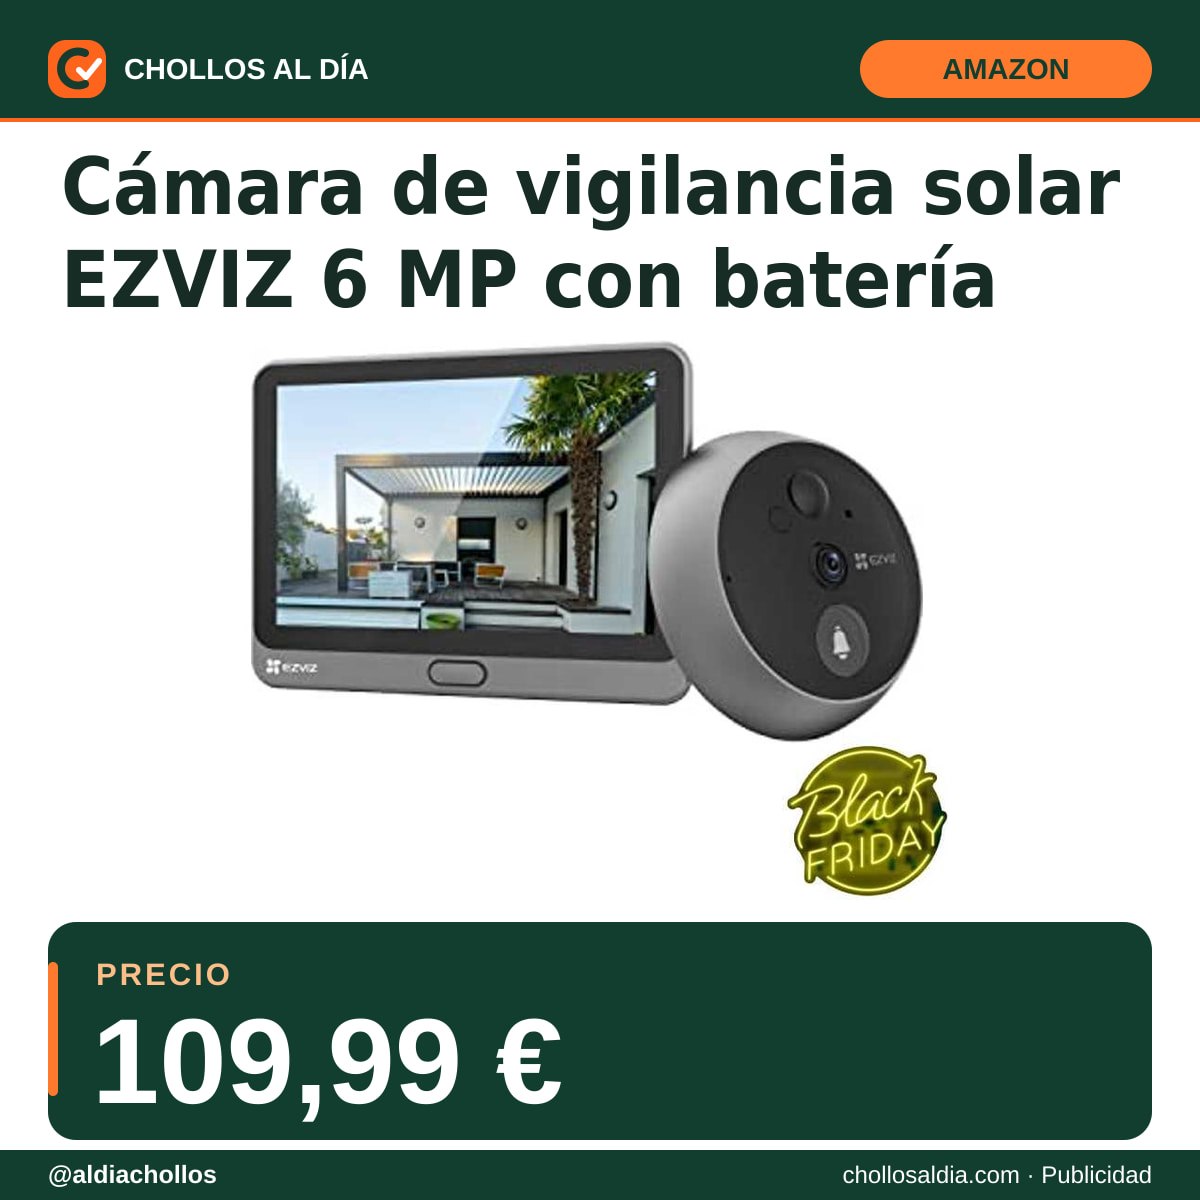 CHOLLOS AL DÍA
AMAZON
Cámara de vigilancia solar
EZVIZ 6 MP con batería
EZVIZ
EZVIZ
Black
FRIDAY
PRECIO
109,99 €
@aldiachollos
chollosaldia.com · Publicidad